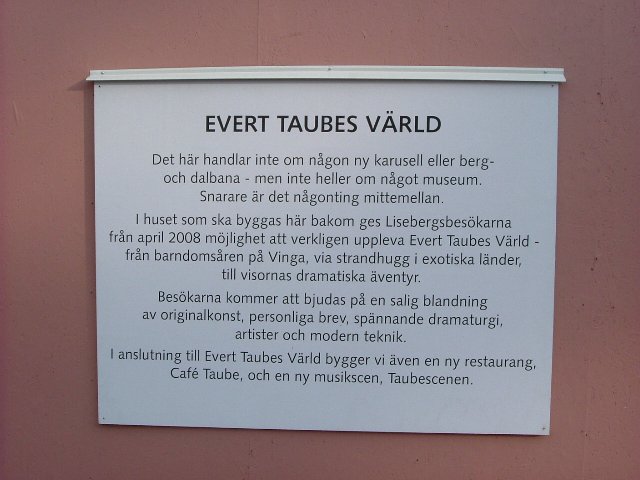 EVERT TAUBES VÄRLD
Det här handlar inte om någon ny karusell eller berg-
och dalbana - men inte heller om något museum.
Snarare är det någonting mittemellan.
I huset som ska byggas här bakom ges Lisebergsbesökarna
från april 2008 möjlighet att verkligen uppleva Evert Taubes Värld -
från barndomsåren på Vinga, via strandhugg i exotiska länder,
till visornas dramatiska äventyr.
Besökarna kommer att bjudas på en salig blandning
av originalkonst, personliga brev, spännande dramaturgi,
artister och modern teknik.
I anslutning till Evert Taubes Värld bygger vi även en ny restaurang,
Café Taube, och en ny musikscen, Taubescenen.